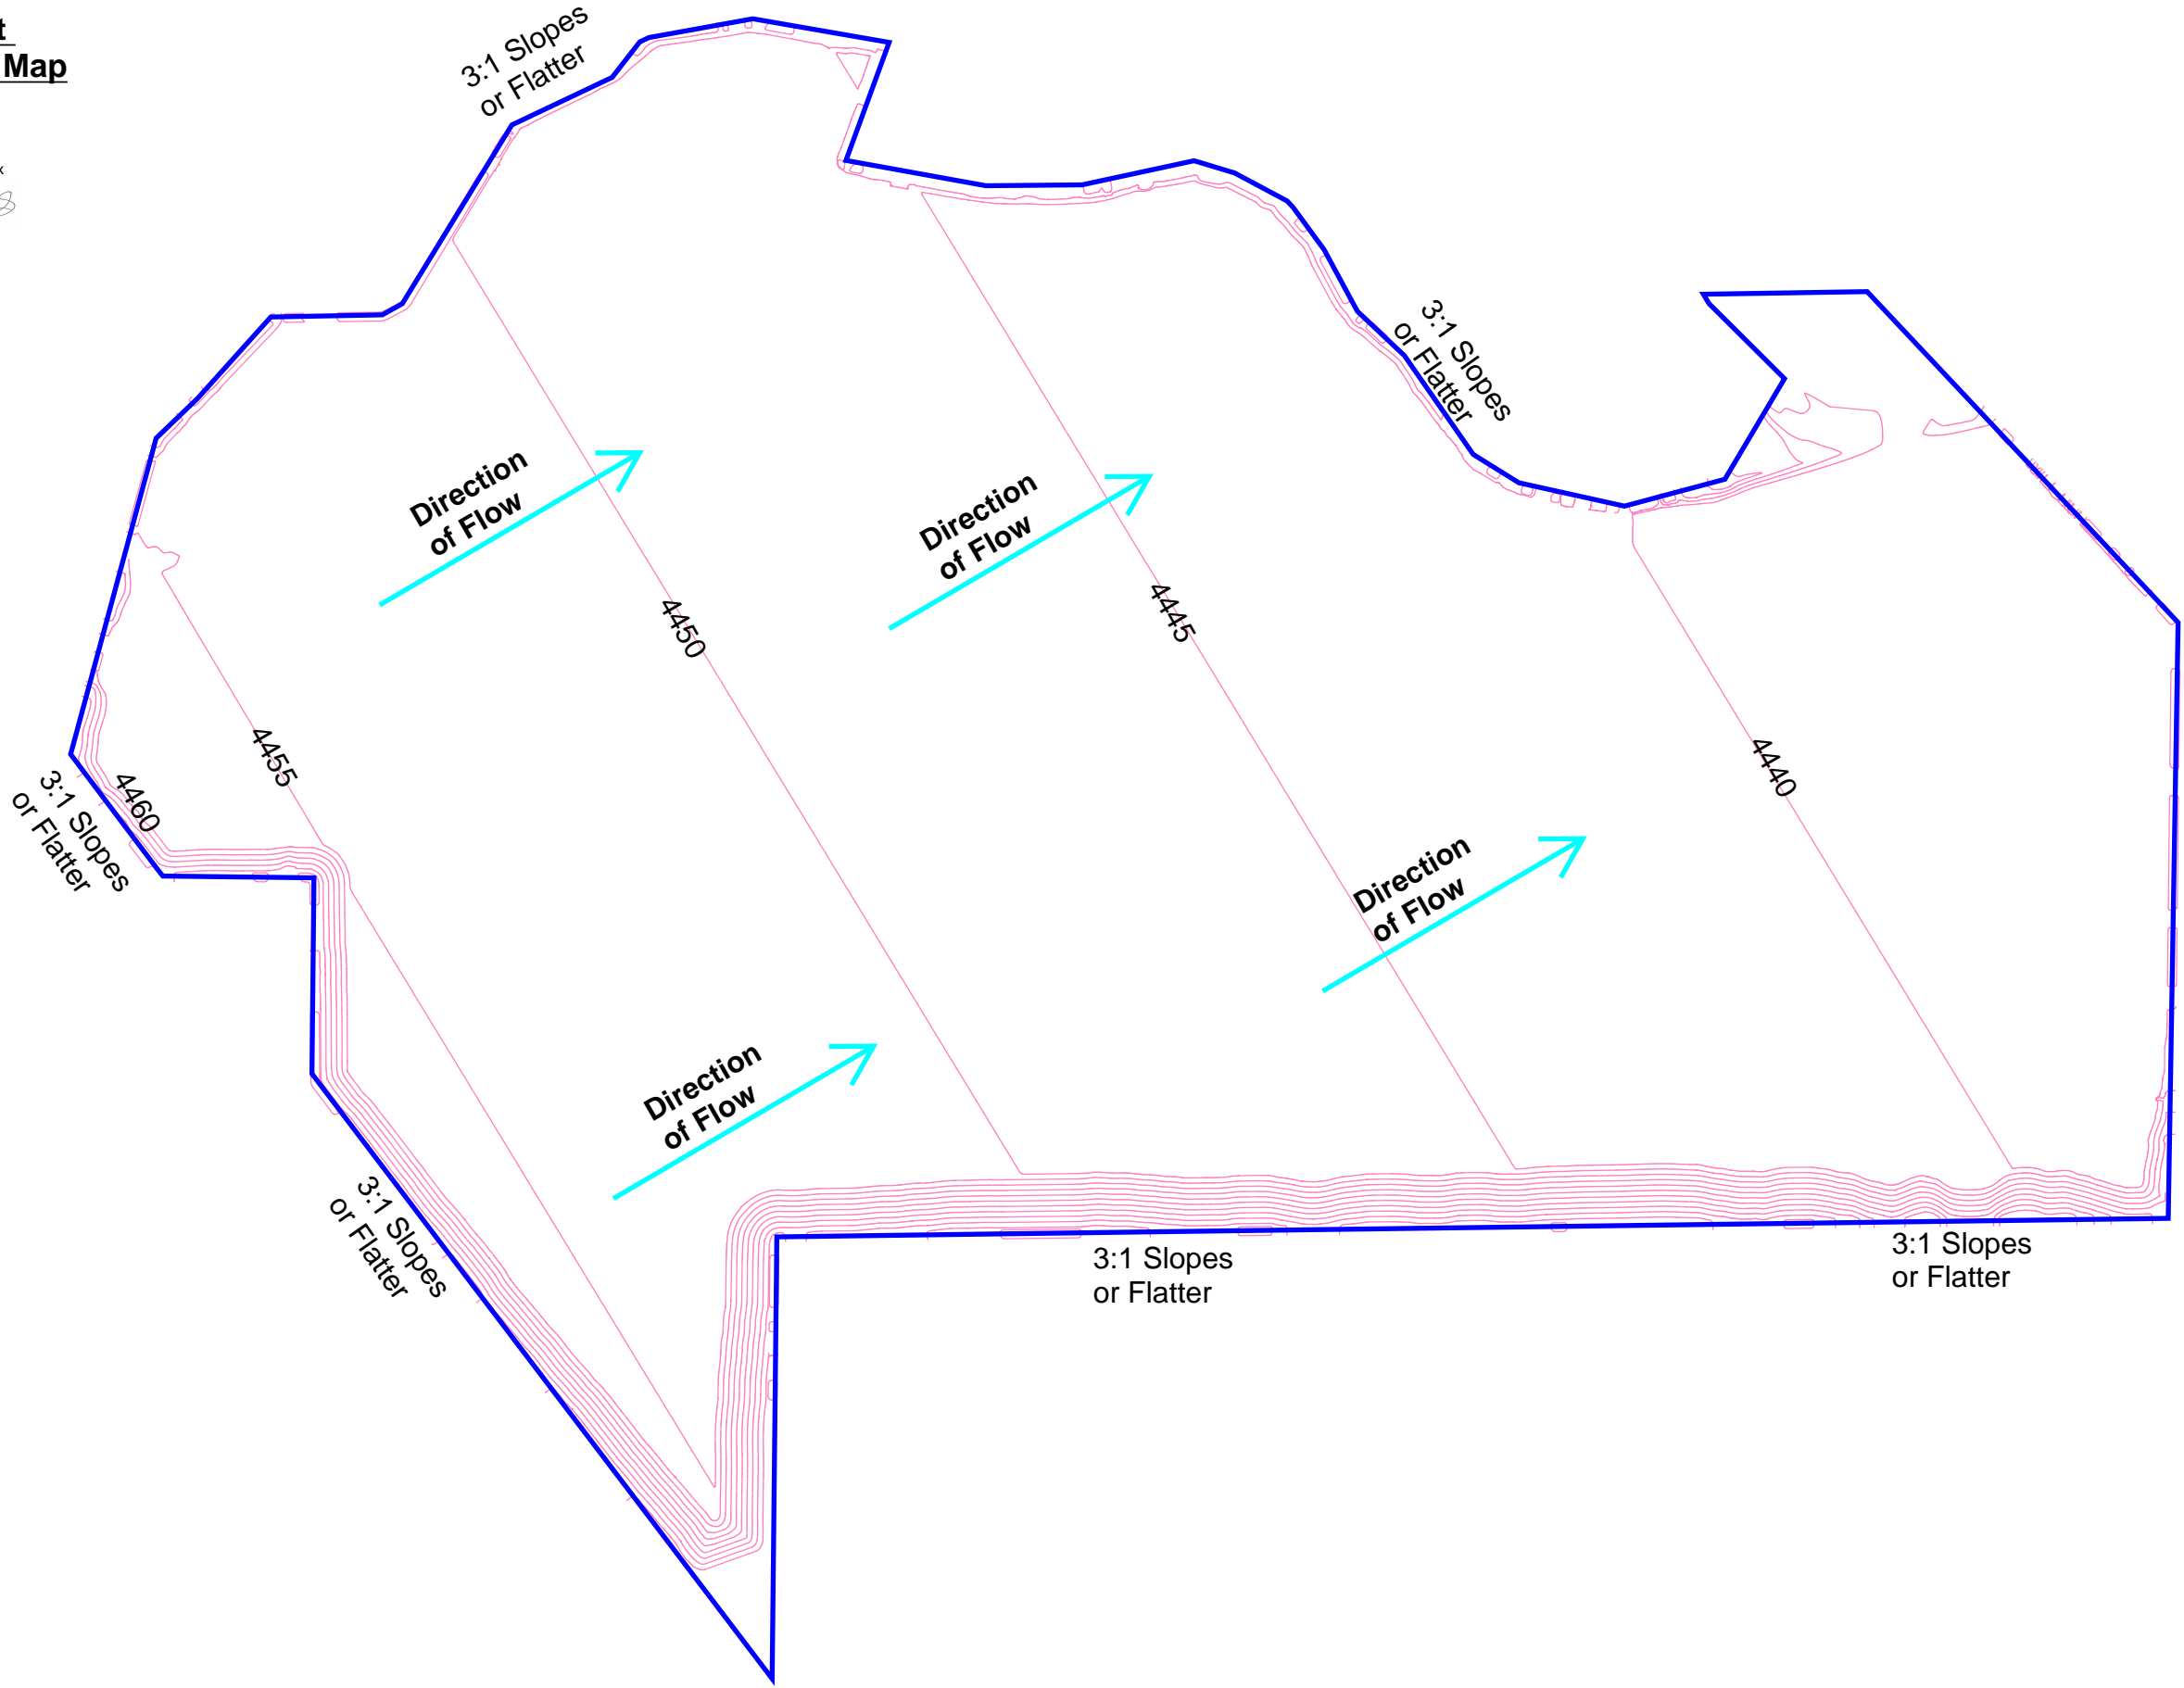 Map
3:1 Slopes
or Flatter
3:1 Slopes
or Flatter
Direction
of Flow
Direction
of Flow
4450
4445
4455
4440
4460
3:1 Slopes
or Flatter
Direction
of Flow
Direction
of Flow
3:1 Slopes
or Flatter
3:1 Slopes
or Flatter
3:1 Slopes
or Flatter